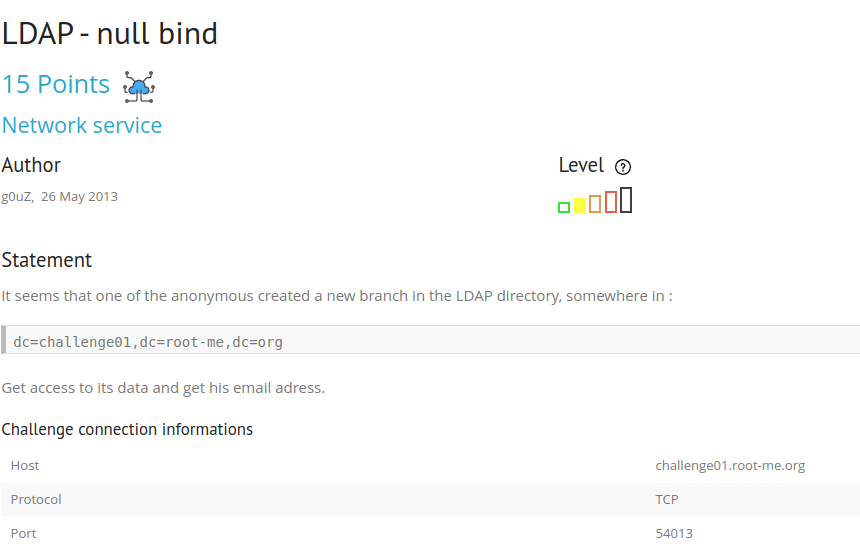 LDAP - null bind
15 Points
Network service
Author
Level ?
g0uZ, 26 May 2013
Statement
It seems that one of the anonymous created a new branch in the LDAP directory, somewhere in :
dc=challenge01,dc=root-me,dc=org
Get access to its data and get his email adress.
Challenge connection informations
Host challenge01.root-me.org
Protocol TCP
Port 54013